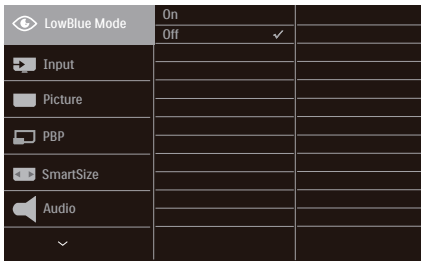 LowBlue Mode
On
Off
Input
Picture
PBP
SmartSize
Audio